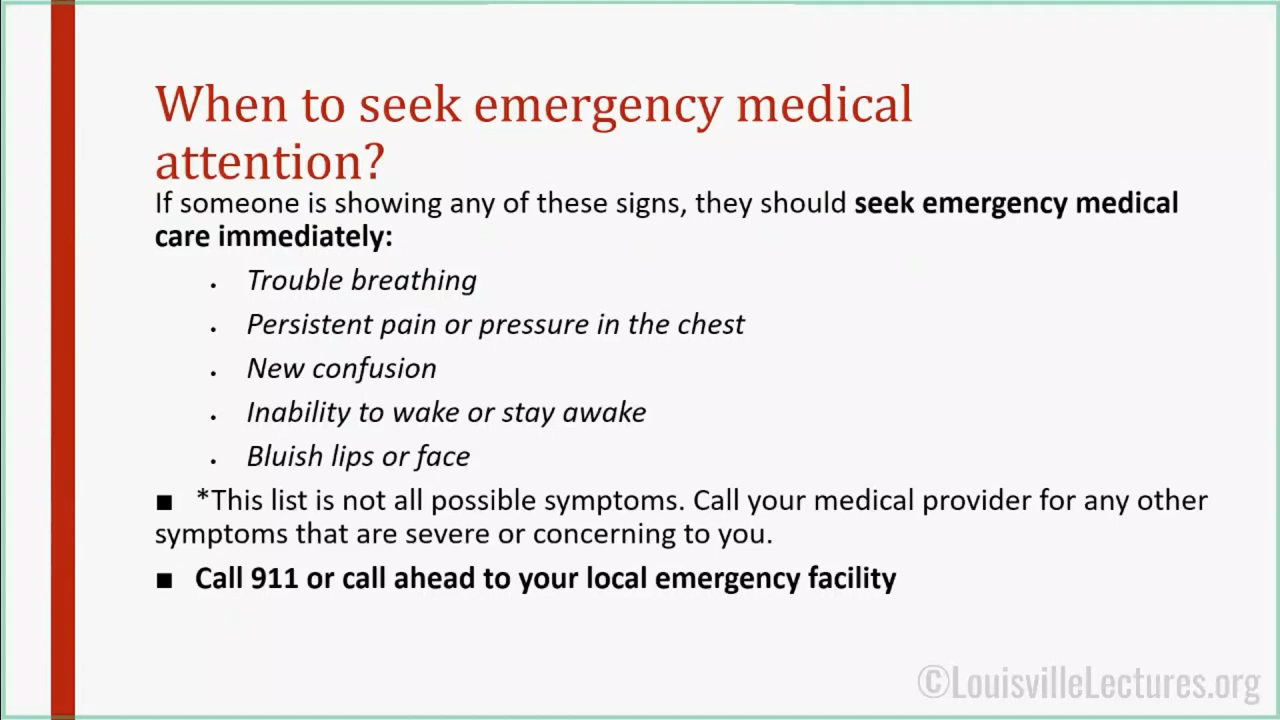 When to seek emergency medical
attention?
If someone is showing any of these signs, they should seek emergency medical
care immediately:
• Trouble breathing
• Persistent pain or pressure in the chest
• New confusion
• Inability to wake or stay awake
• Bluish lips or face
■ *This list is not all possible symptoms. Call your medical provider for any other
symptoms that are severe or concerning to you.
■ Call 911 or call ahead to your local emergency facility
©LouisvilleLectures.org